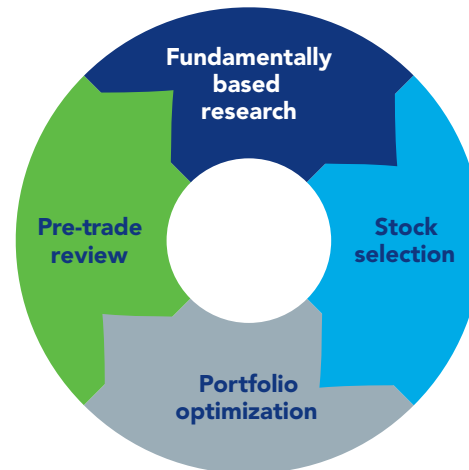 Fundamentally
based
research
Stock
selection
Portfolio
optimization
Pre-trade
review